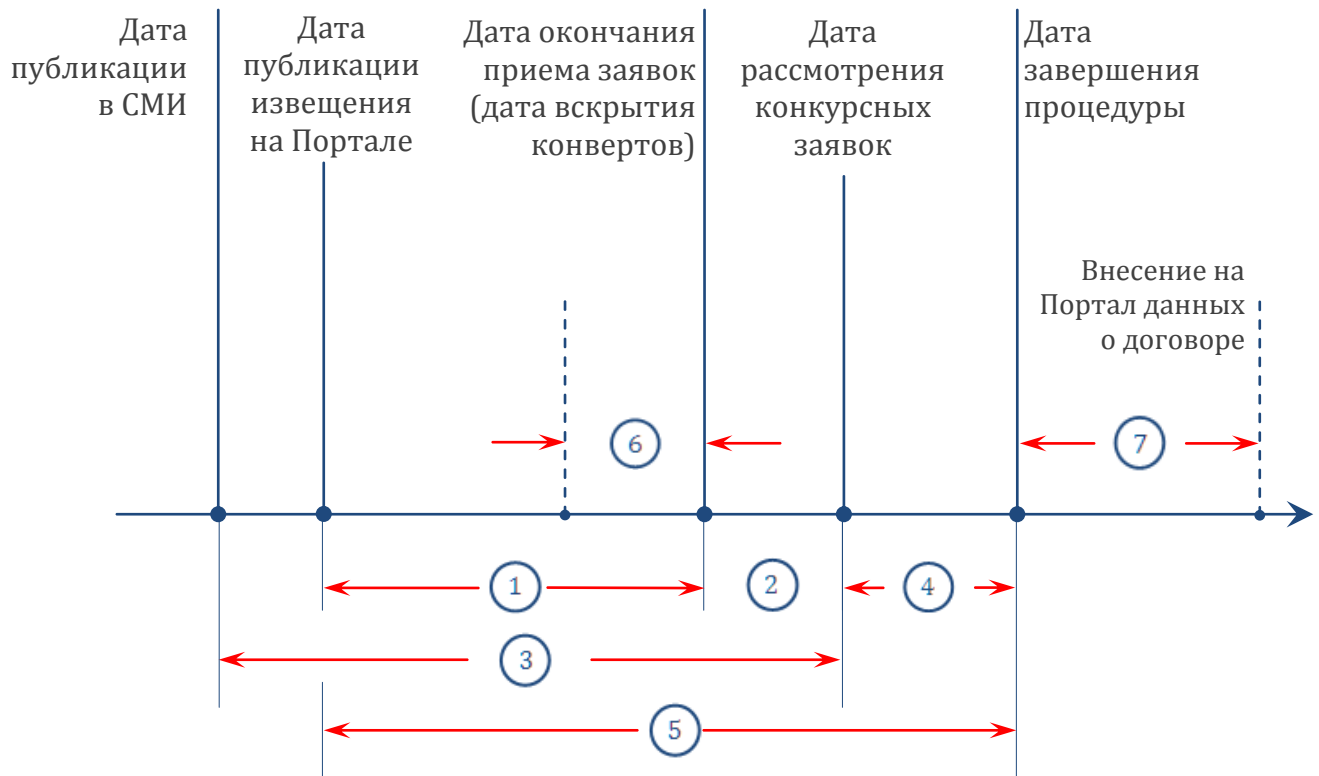 Дата
публикации
в СМИ
Дата
публикации
извещения
на Портале
Дата окончания
приема заявок
(дата вскрытия
конвертов)
Дата
рассмотрения
конкурсных
заявок
Дата
завершения
процедуры
Внесение на
Портал данных
о договоре
6
7
1
2
4
3
5